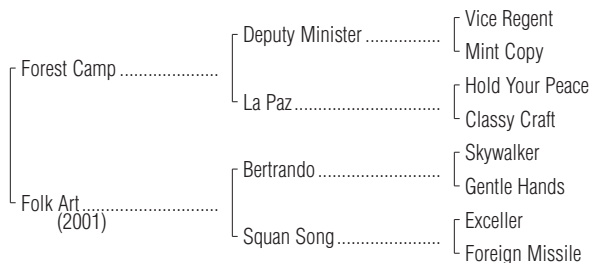 Vice Regent
Deputy Minister ................
Mint Copy
Forest Camp .....................
Hold Your Peace
La Paz ...............................
Classy Craft
Skywalker
Bertrando ..........................
Gentle Hands
Folk Art .............................
(2001)
Exceller
Squan Song ......................
Foreign Missile